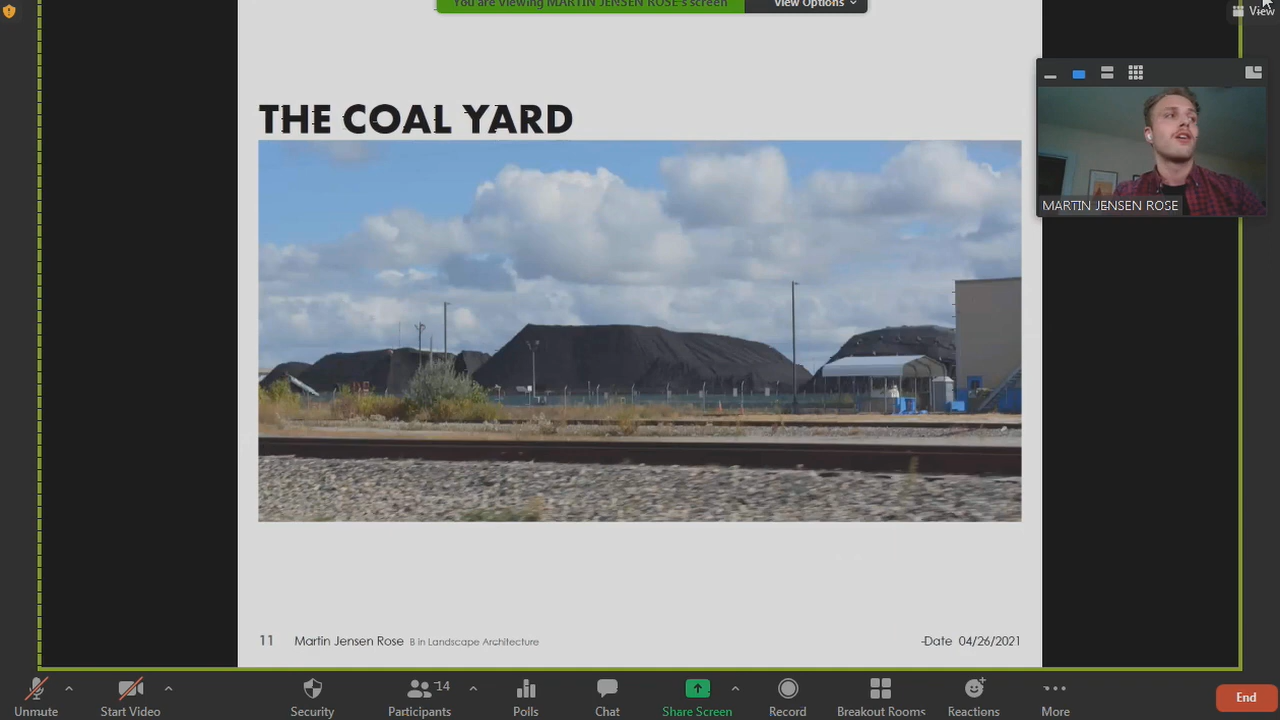 You are viewing MARTIN JENSEN ROSE's screen
View Options
View
THE COAL YARD
MARTIN JENSEN ROSE
11 Martin Jensen Rose B in Landscape Architecture
-Date 04/26/2021
Unmute
Start Video
Security
14
Participants
Polls
Chat
Share Screen
Record
Breakout Rooms
Reactions
More
End